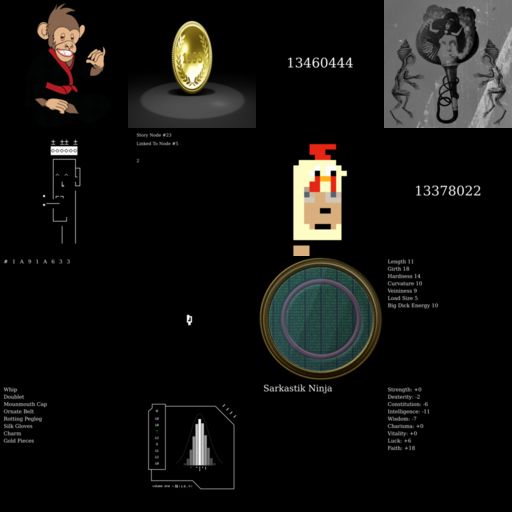 13460444
Story Node #23
Linked To Node #5
2
13378022
# 1 A 9 1 A 6 3 3
Length 11
Girth 18
Hardness 14
Curvature 10
Veininess 9
Load Size 5
Big Dick Energy 10
Sarkastik Ninja
Whip
Doublet
Mounmouth Cap
Ornate Belt
Rotting Pegleg
Silk Gloves
Charm
Gold Pieces
Strength: +0
Dexterity: -2
Constitution: -6
Intelligence: -11
Wisdom: -7
Charisma: +0
Vitality: +0
Luck: +6
Faith: +18